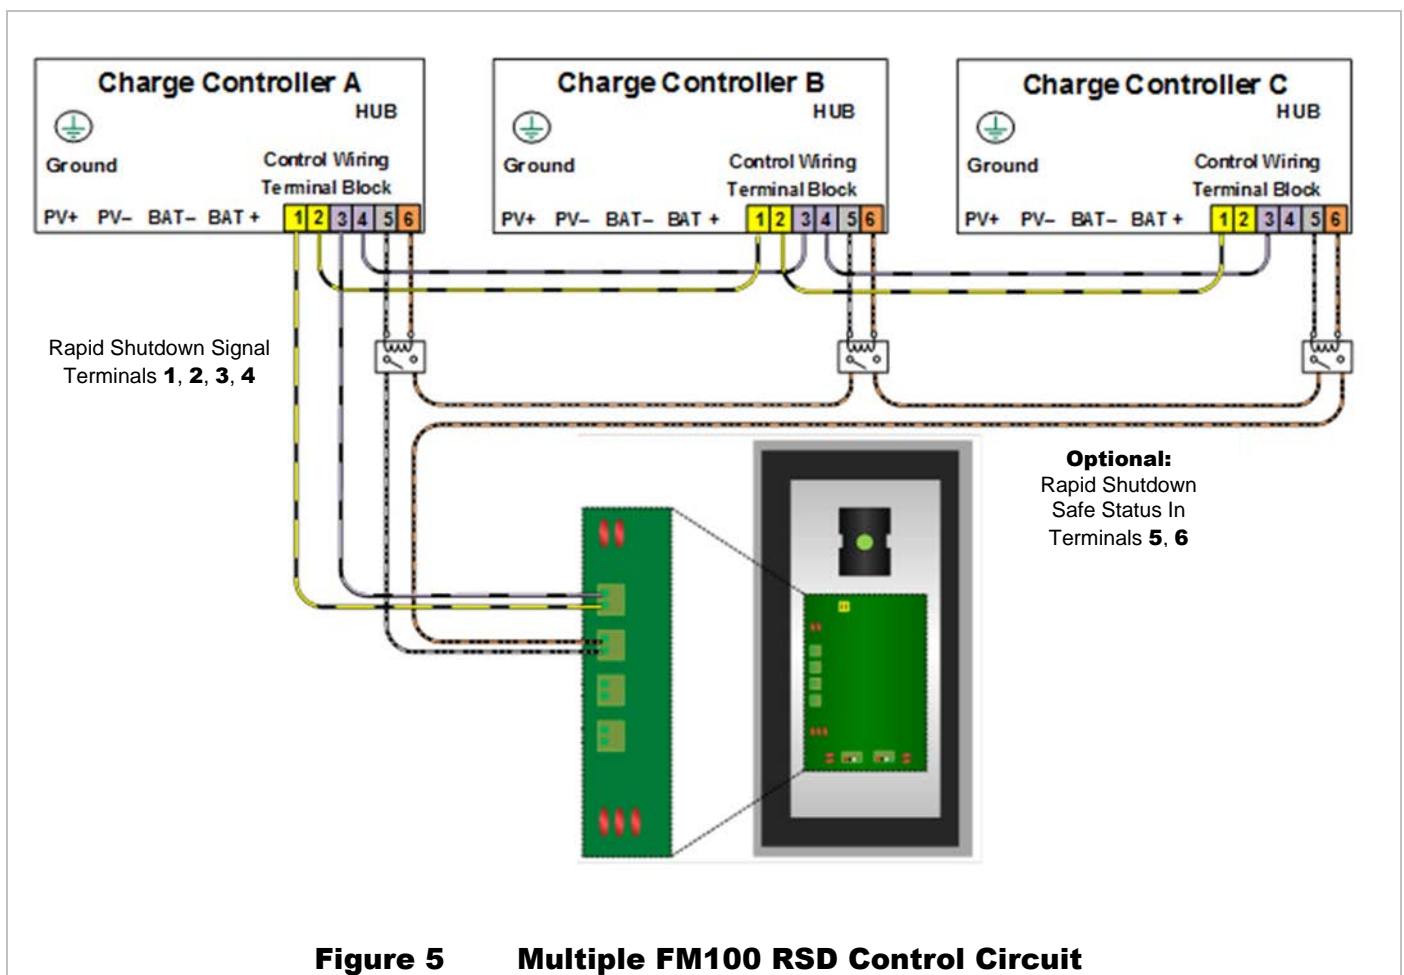 Charge Controller A
HUB
Ground
Control Wiring
Terminal Block
PV+ PV– BAT– BAT + 1 2 3 4 5 6
Charge Controller B
HUB
Ground
Control Wiring
Terminal Block
PV+ PV– BAT– BAT + 1 2 3 4 5 6
Charge Controller C
HUB
Ground
Control Wiring
Terminal Block
PV+ PV– BAT– BAT + 1 2 3 4 5 6
Rapid Shutdown Signal
Terminals 1, 2, 3, 4
Optional:
Rapid Shutdown
Safe Status In
Terminals 5, 6
Figure 5 Multiple FM100 RSD Control Circuit